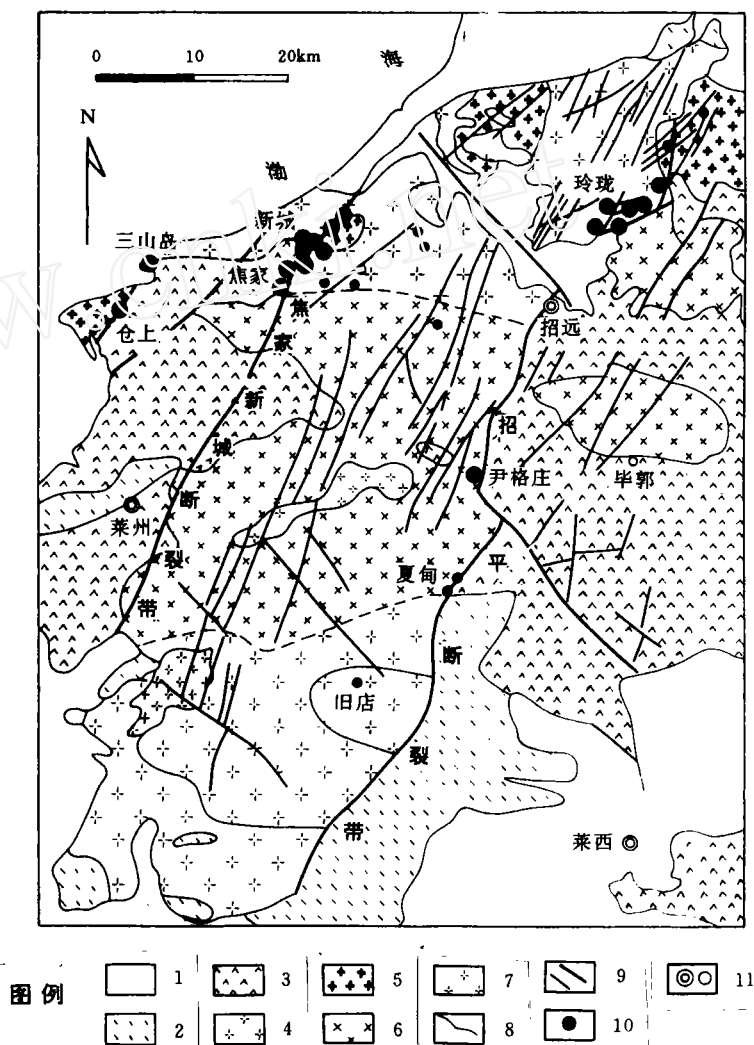 0 10 20km
海
N
渤
玲珑
三山岛
新城
焦家
仓上
焦家新城断裂带
招远
招平断裂带
尹格庄
毕郭
莱州
夏甸
旧店
莱西
图例
1 3 5 7 9 11
2 4 6 8 10